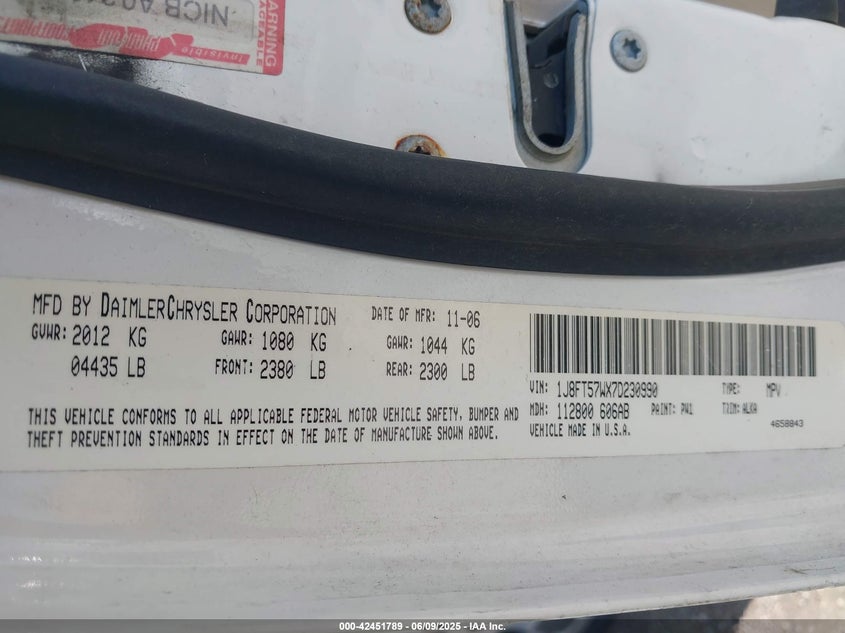 WARNING
NICB
Invisible
MFD BY DAIMLERCHRYSLER CORPORATION
DATE OF MFR: 11-06
GVWR: 2012 KG
GAWR: 1080 KG
GAWR: 1044 KG
04435 LB
FRONT: 2380 LB
REAR: 2300 LB
THIS VEHICLE CONFORMS TO ALL APPLICABLE FEDERAL MOTOR VEHICLE SAFETY, BUMPER AND
THEFT PREVENTION STANDARDS IN EFFECT ON THE DATE OF MANUFACTURE SHOWN ABOVE.
VIN: 1J8FT57WX7D230990
TYPE: MPV
MDH: 112800 606AB
PAINT: PW1
TRIM: ALKA
VEHICLE MADE IN U.S.A.
4658843
000-42451789 - 06/09/2025 - IAA Inc.